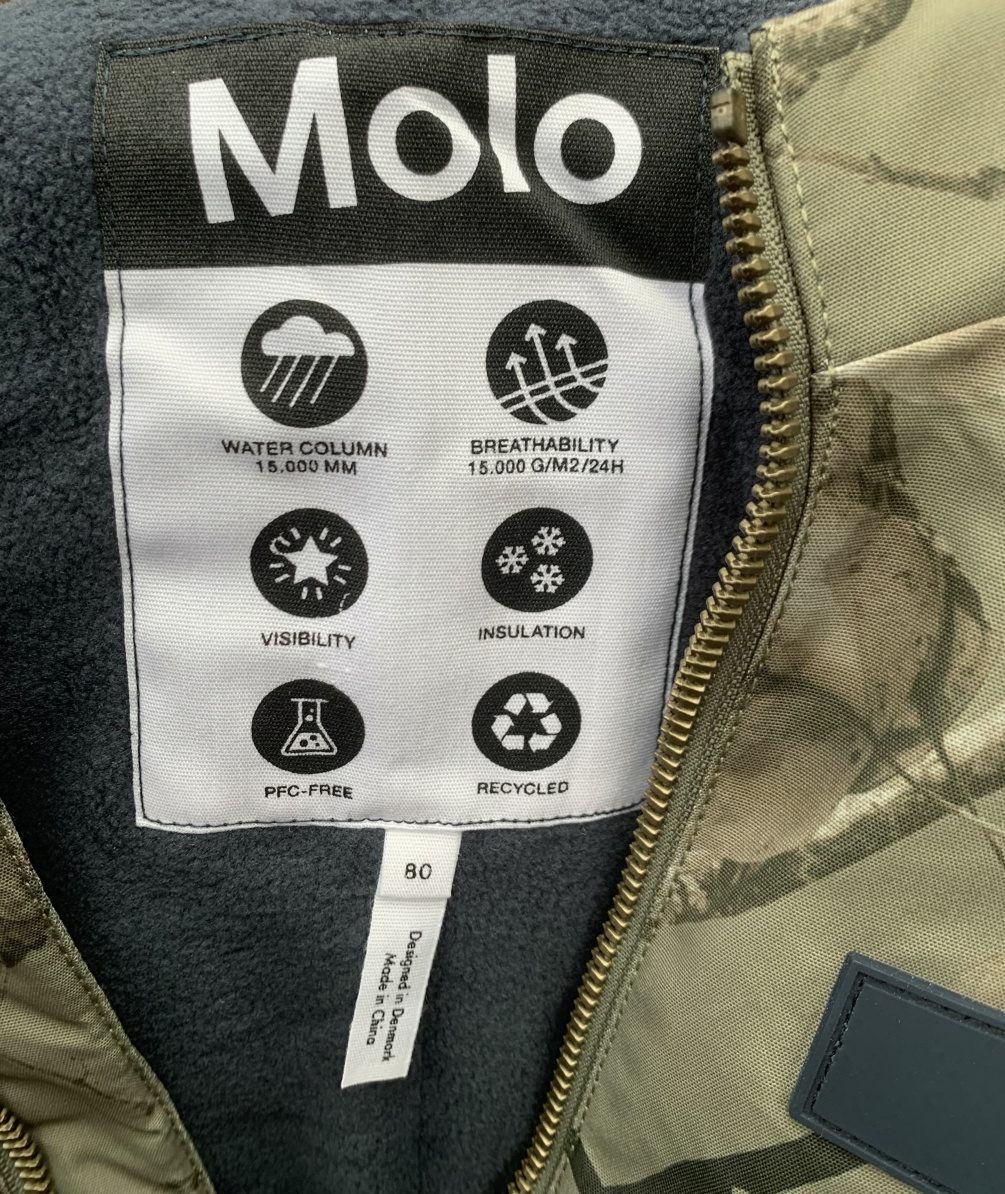 Molo
WATER COLUMN
15.000 MM
BREATHABILITY
15.000 G/M2/24H
VISIBILITY
INSULATION
PFC-FREE
RECYCLED
80
Designed in Denmark
Made in China